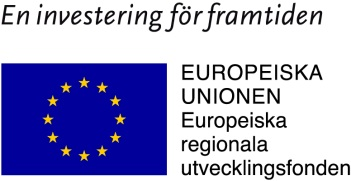 En investering för framtiden
EUROPEISKA
UNIONEN
Europeiska
regionala
utvecklingsfonden